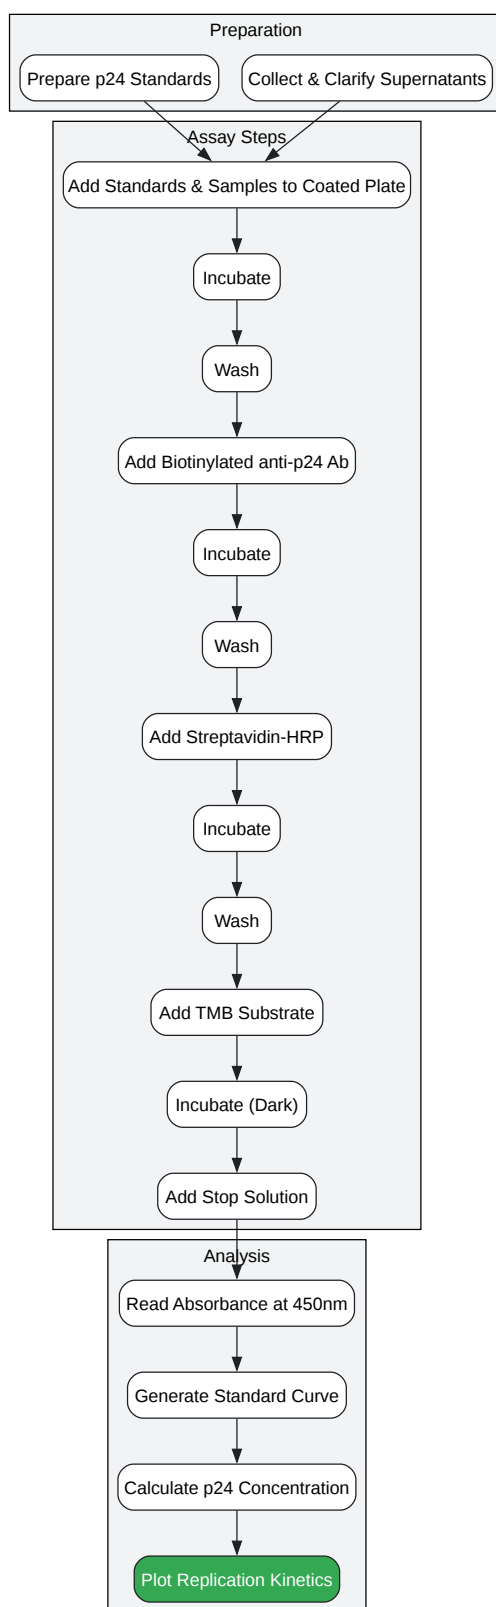 Preparation
Prepare p24 Standards
Collect & Clarify Supernatants
Assay Steps
Add Standards & Samples to Coated Plate
Incubate
Wash
Add Biotinylated anti-p24 Ab
Incubate
Wash
Add Streptavidin-HRP
Incubate
Wash
Add TMB Substrate
Incubate (Dark)
Add Stop Solution
Analysis
Read Absorbance at 450nm
Generate Standard Curve
Calculate p24 Concentration
Plot Replication Kinetics